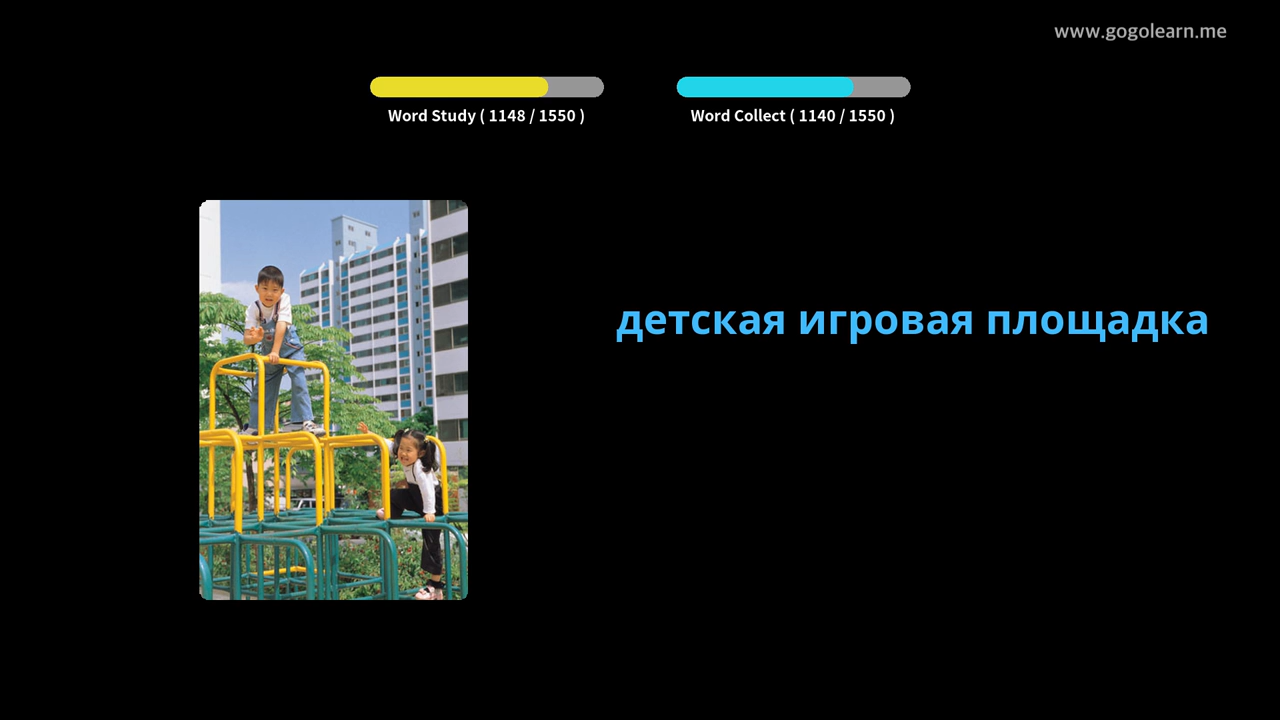 www.gogolearn.me
Word Study ( 1148 / 1550 )
Word Collect ( 1140 / 1550 )
детская игровая площадка